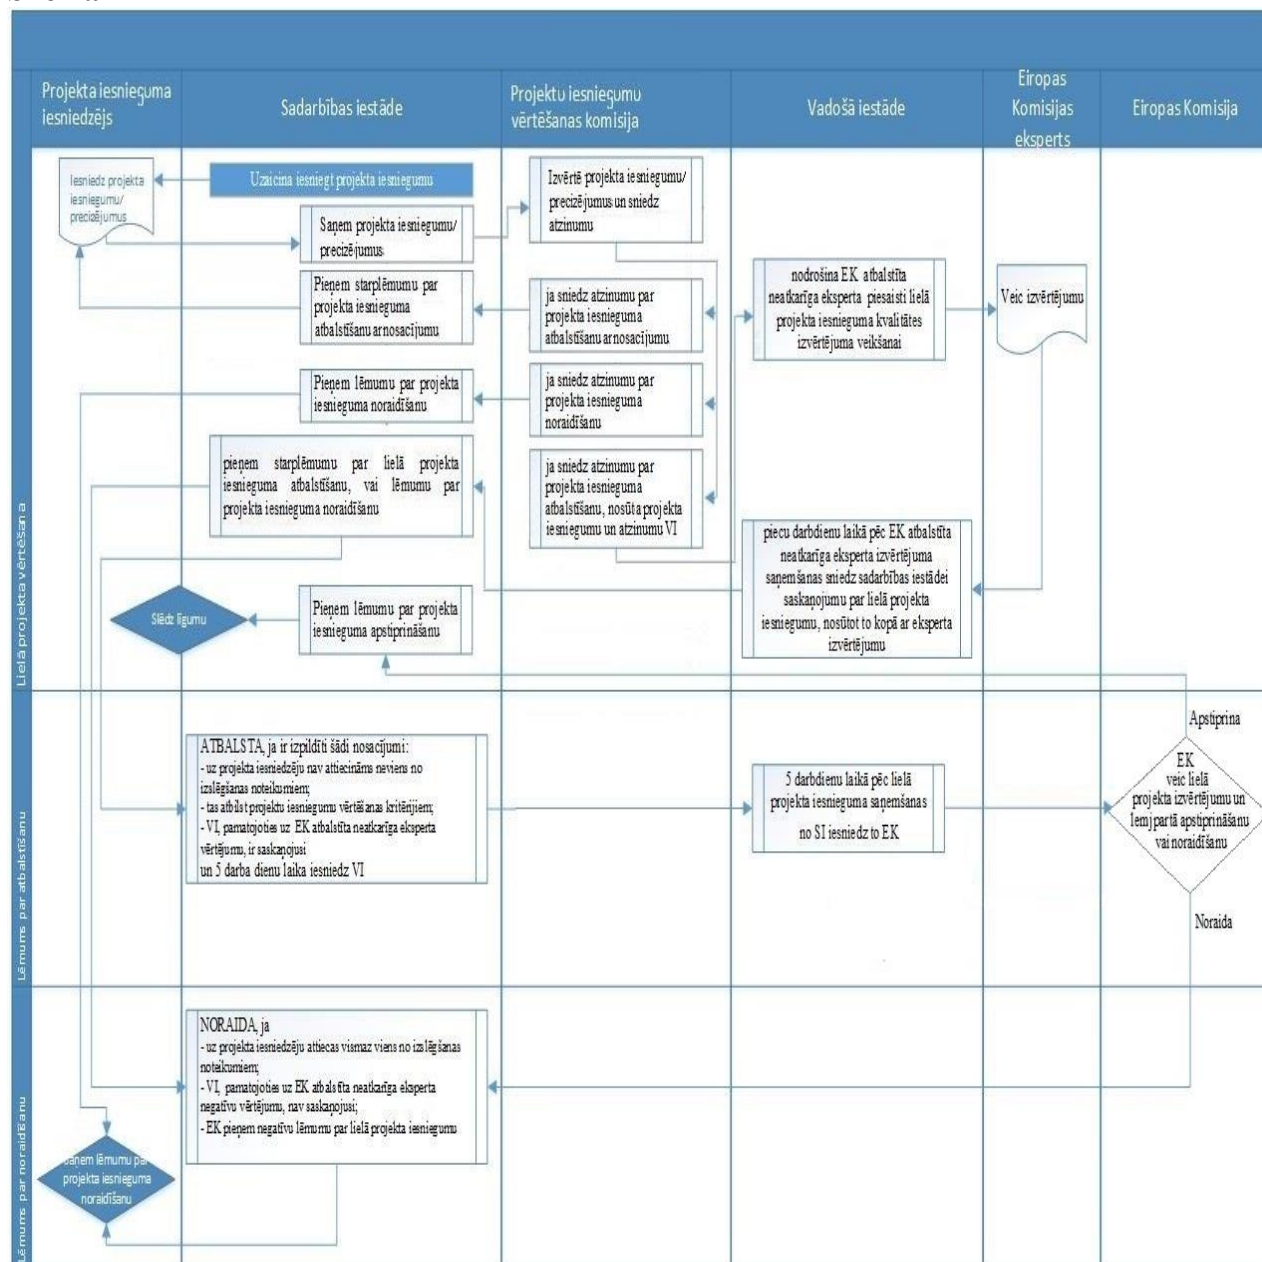 Projekta iesnieguma
iesniedzējs
Sadarbības iestāde
Projektu iesniegumu
vērtēšanas komisija
Vadošā iestāde
Eiropas
Komisijas
eksperts
Eiropas Komisija
Lielā projekta vērtēšana
Iesniedz projekta
iesniegumu/
precizējumus
Uzaicina iesniegt projekta iesniegumu
Saņem projekta iesniegumu/
precizējumus
Izvērtē projekta iesniegumu/
precizējumus un sniedz
atzinumu
Pieņem starplēmumu par
projekta iesnieguma
atbalstīšanu ar nosacījumu
ja sniedz atzinumu par
projekta iesnieguma
atbalstīšanu ar nosacījumu
nodrošina EK atbalstīta
neatkarīga eksperta piesaisti lielā
projekta iesnieguma kvalitātes
izvērtējuma veikšanai
Veic izvērtējumu
Pieņem lēmumu par projekta
iesnieguma noraidīšanu
ja sniedz atzinumu par
projekta iesnieguma
noraidīšanu
pieņem starplēmumu par lielā projekta
iesnieguma atbalstīšanu, vai lēmumu par
projekta iesnieguma noraidīšanu
ja sniedz atzinumu par
projekta iesnieguma
atbalstīšanu, nosūta projekta
iesniegumu un atzinumu VI
piecu darbdienu laikā pēc EK atbalstīta
neatkarīga eksperta izvērtējuma
saņemšanas sniedz sadarbības iestādei
saskaņojumu par lielā projekta
iesniegumu, nosūtot to kopā ar eksperta
izvērtējumu
Slēdz līgumu
Pieņem lēmumu par projekta
iesnieguma apstiprināšanu
Lēmums par atbalstīšanu
ATBALSTA, ja ir izpildīti šādi nosacījumi:
- uz projekta iesniedzēju nav attiecināms neviens no
izslēgšanas noteikumiem;
- tas atbilst projektu iesniegumu vērtēšanas kritērijiem;
- VI, pamatojoties uz EK atbalstīta neatkarīga eksperta
vērtējumu, ir saskaņojusi
un 5 darba dienu laika iesniedz VI
5 darbdienu laikā pēc lielā
projekta iesnieguma saņemšanas
no SI iesniedz to EK
Apstiprina
EK
veic lielā
projekta izvērtējumu un
lemj par tā apstiprināšanu
vai noraidīšanu
Noraida
Lēmums par noraidīšanu
NORAIDA, ja
- uz projekta iesniedzēju attiecas vismaz viens no izslēgšanas
noteikumiem;
- VI, pamatojoties uz EK atbalstīta neatkarīga eksperta
negatīvu vērtējumu, nav saskaņojusi;
- EK pieņem negatīvu lēmumu par lielā projekta iesniegumu
lēmumu par
projekta iesnieguma
noraidīšanu